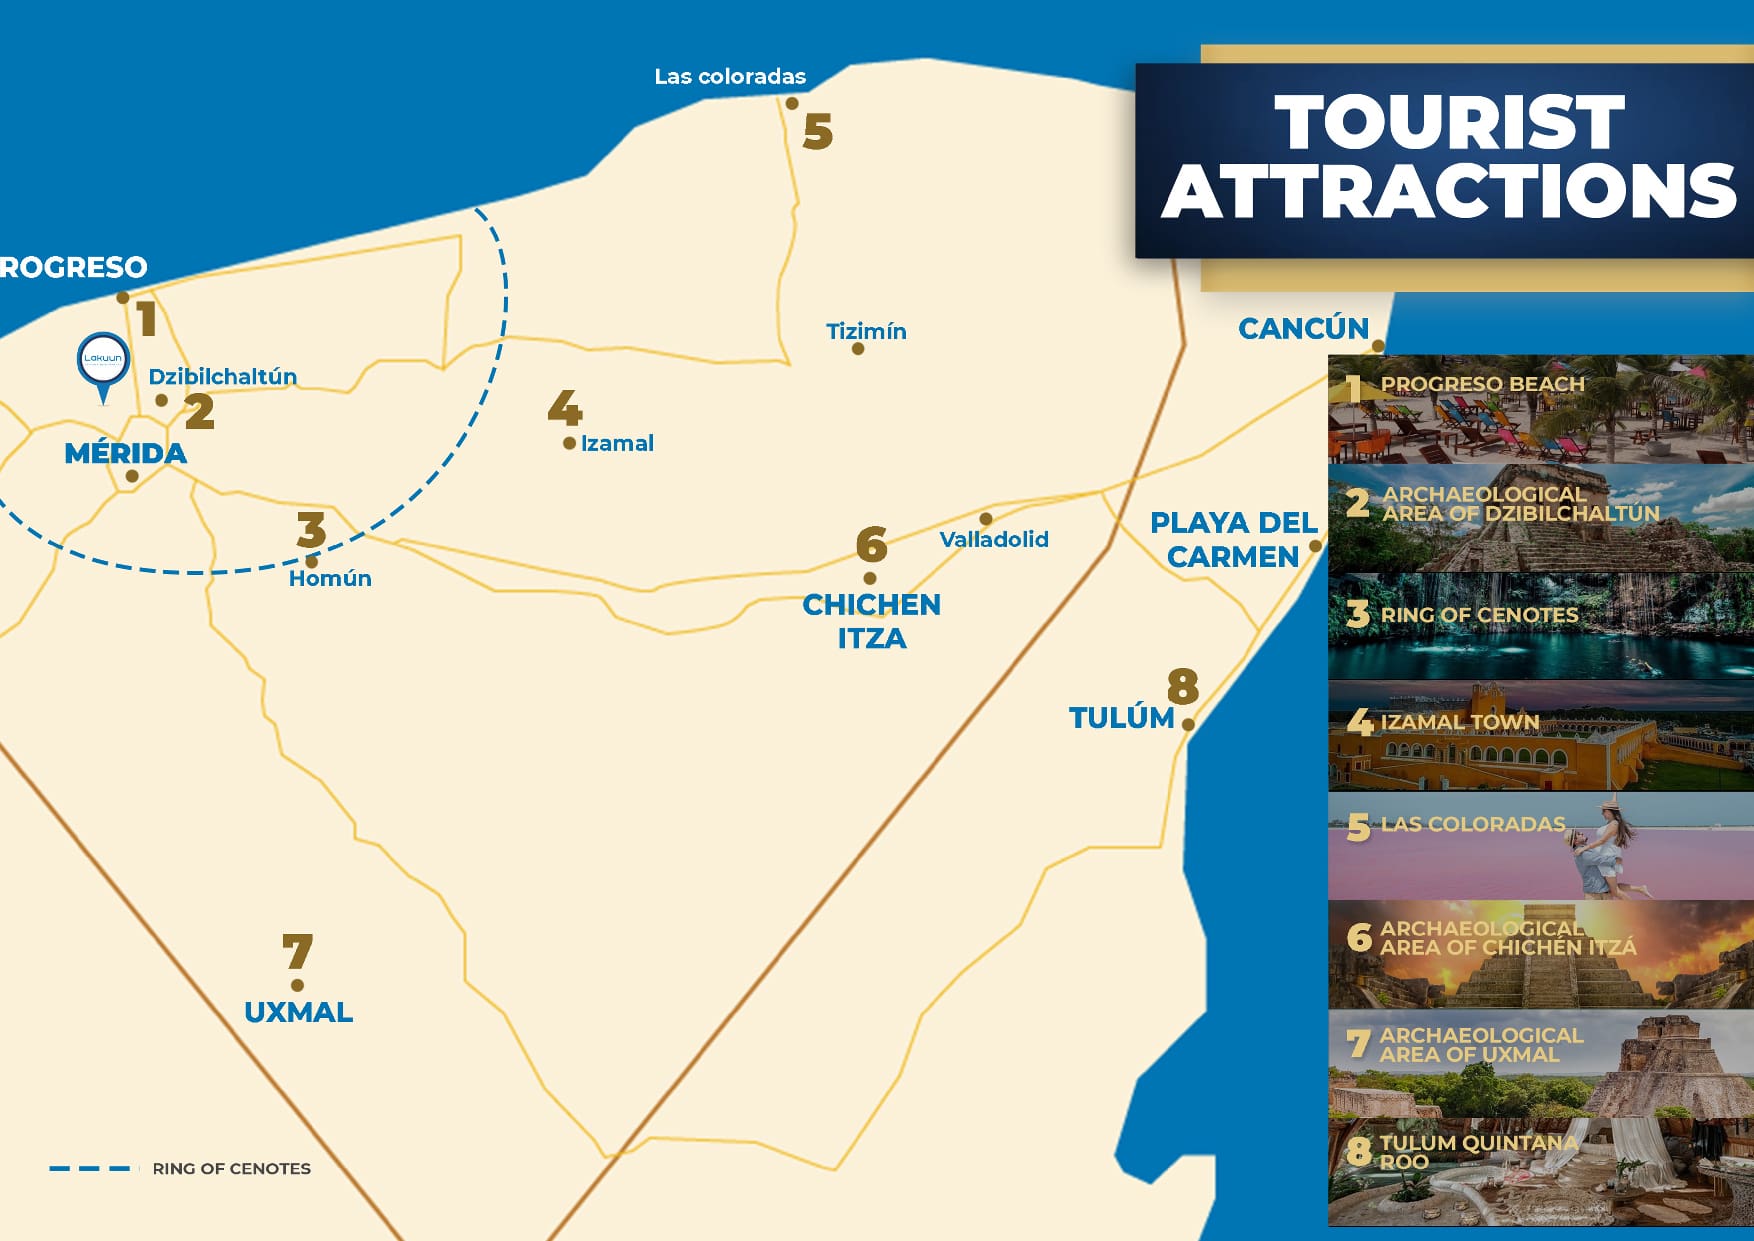 TOURIST
ATTRACTIONS
Las coloradas
5
ROGRESO
1
Lakuun
Dzibilchaltún
2
MÉRIDA
Tizimín
CANCÚN
4
Izamal
3
Homún
6
CHICHEN
ITZA
Valladolid
PLAYA DEL
CARMEN
8
TULÚM
7
UXMAL
RING OF CENOTES
1 PROGRESO BEACH
2 ARCHAEOLOGICAL
AREA OF DZIBILCHALTÚN
3 RING OF CENOTES
4 IZAMAL TOWN
5 LAS COLORADAS
6 ARCHAEOLOGICAL
AREA OF CHICHÉN ITZÁ
7 ARCHAEOLOGICAL
AREA OF UXMAL
8 TULUM QUINTANA
ROO